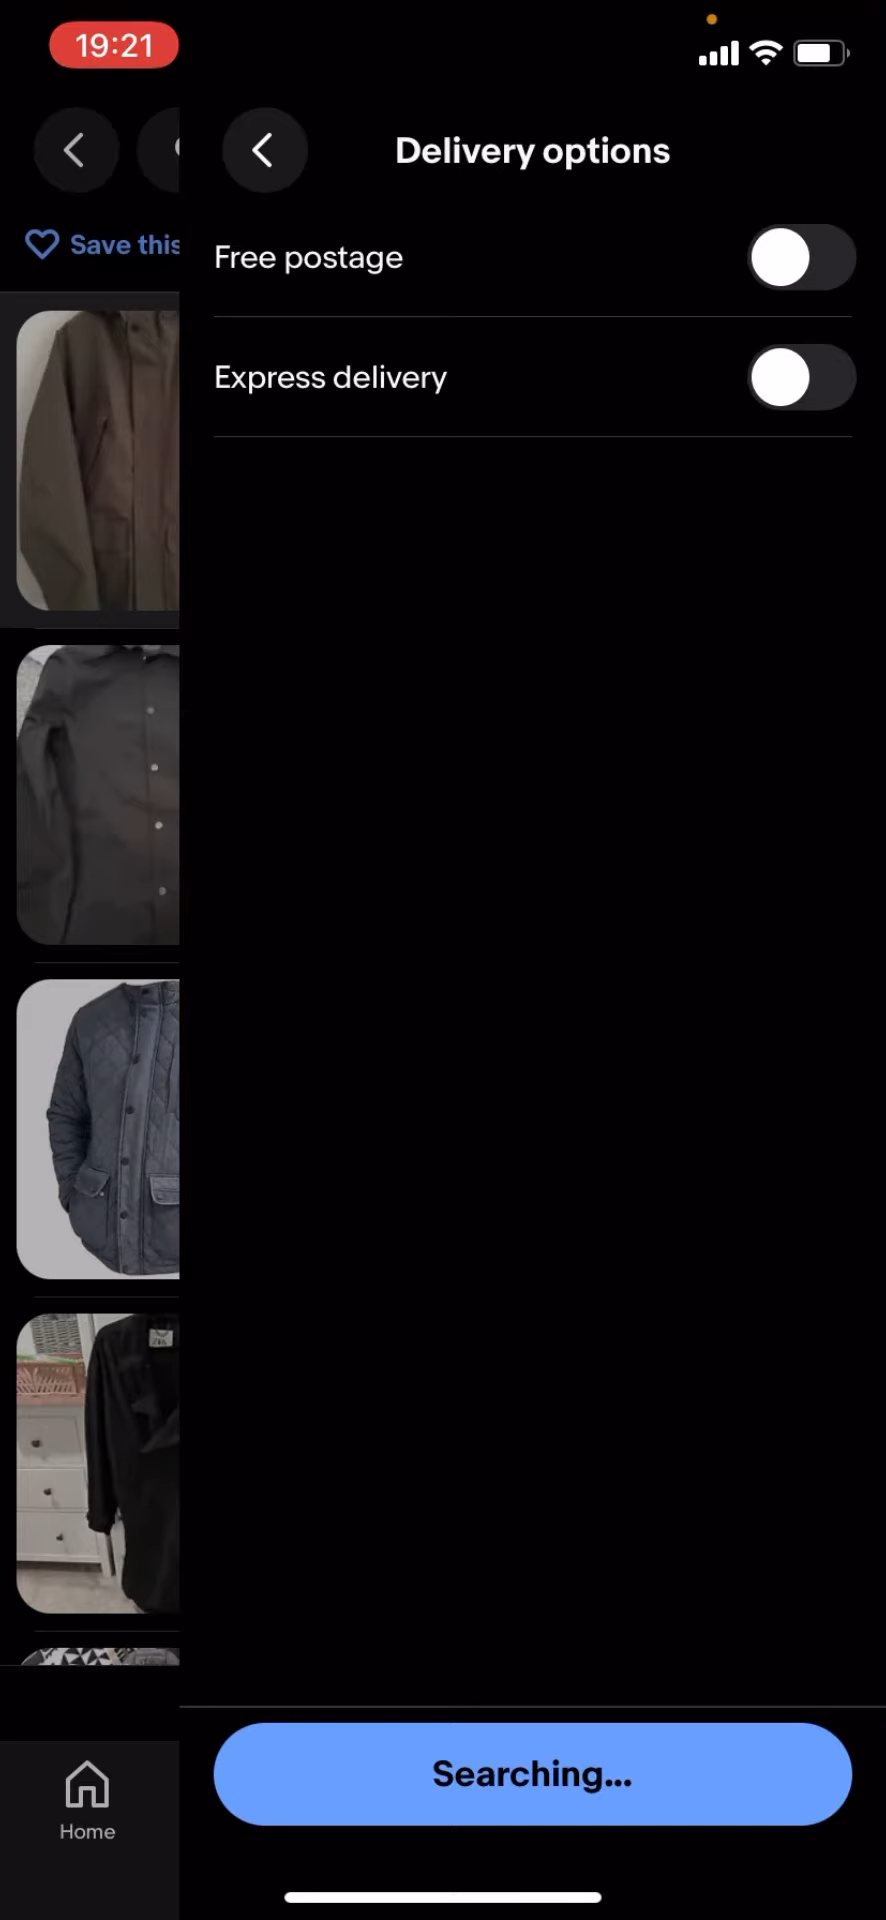 19:21
Delivery options
Save this
Free postage
Express delivery
Searching...
Home